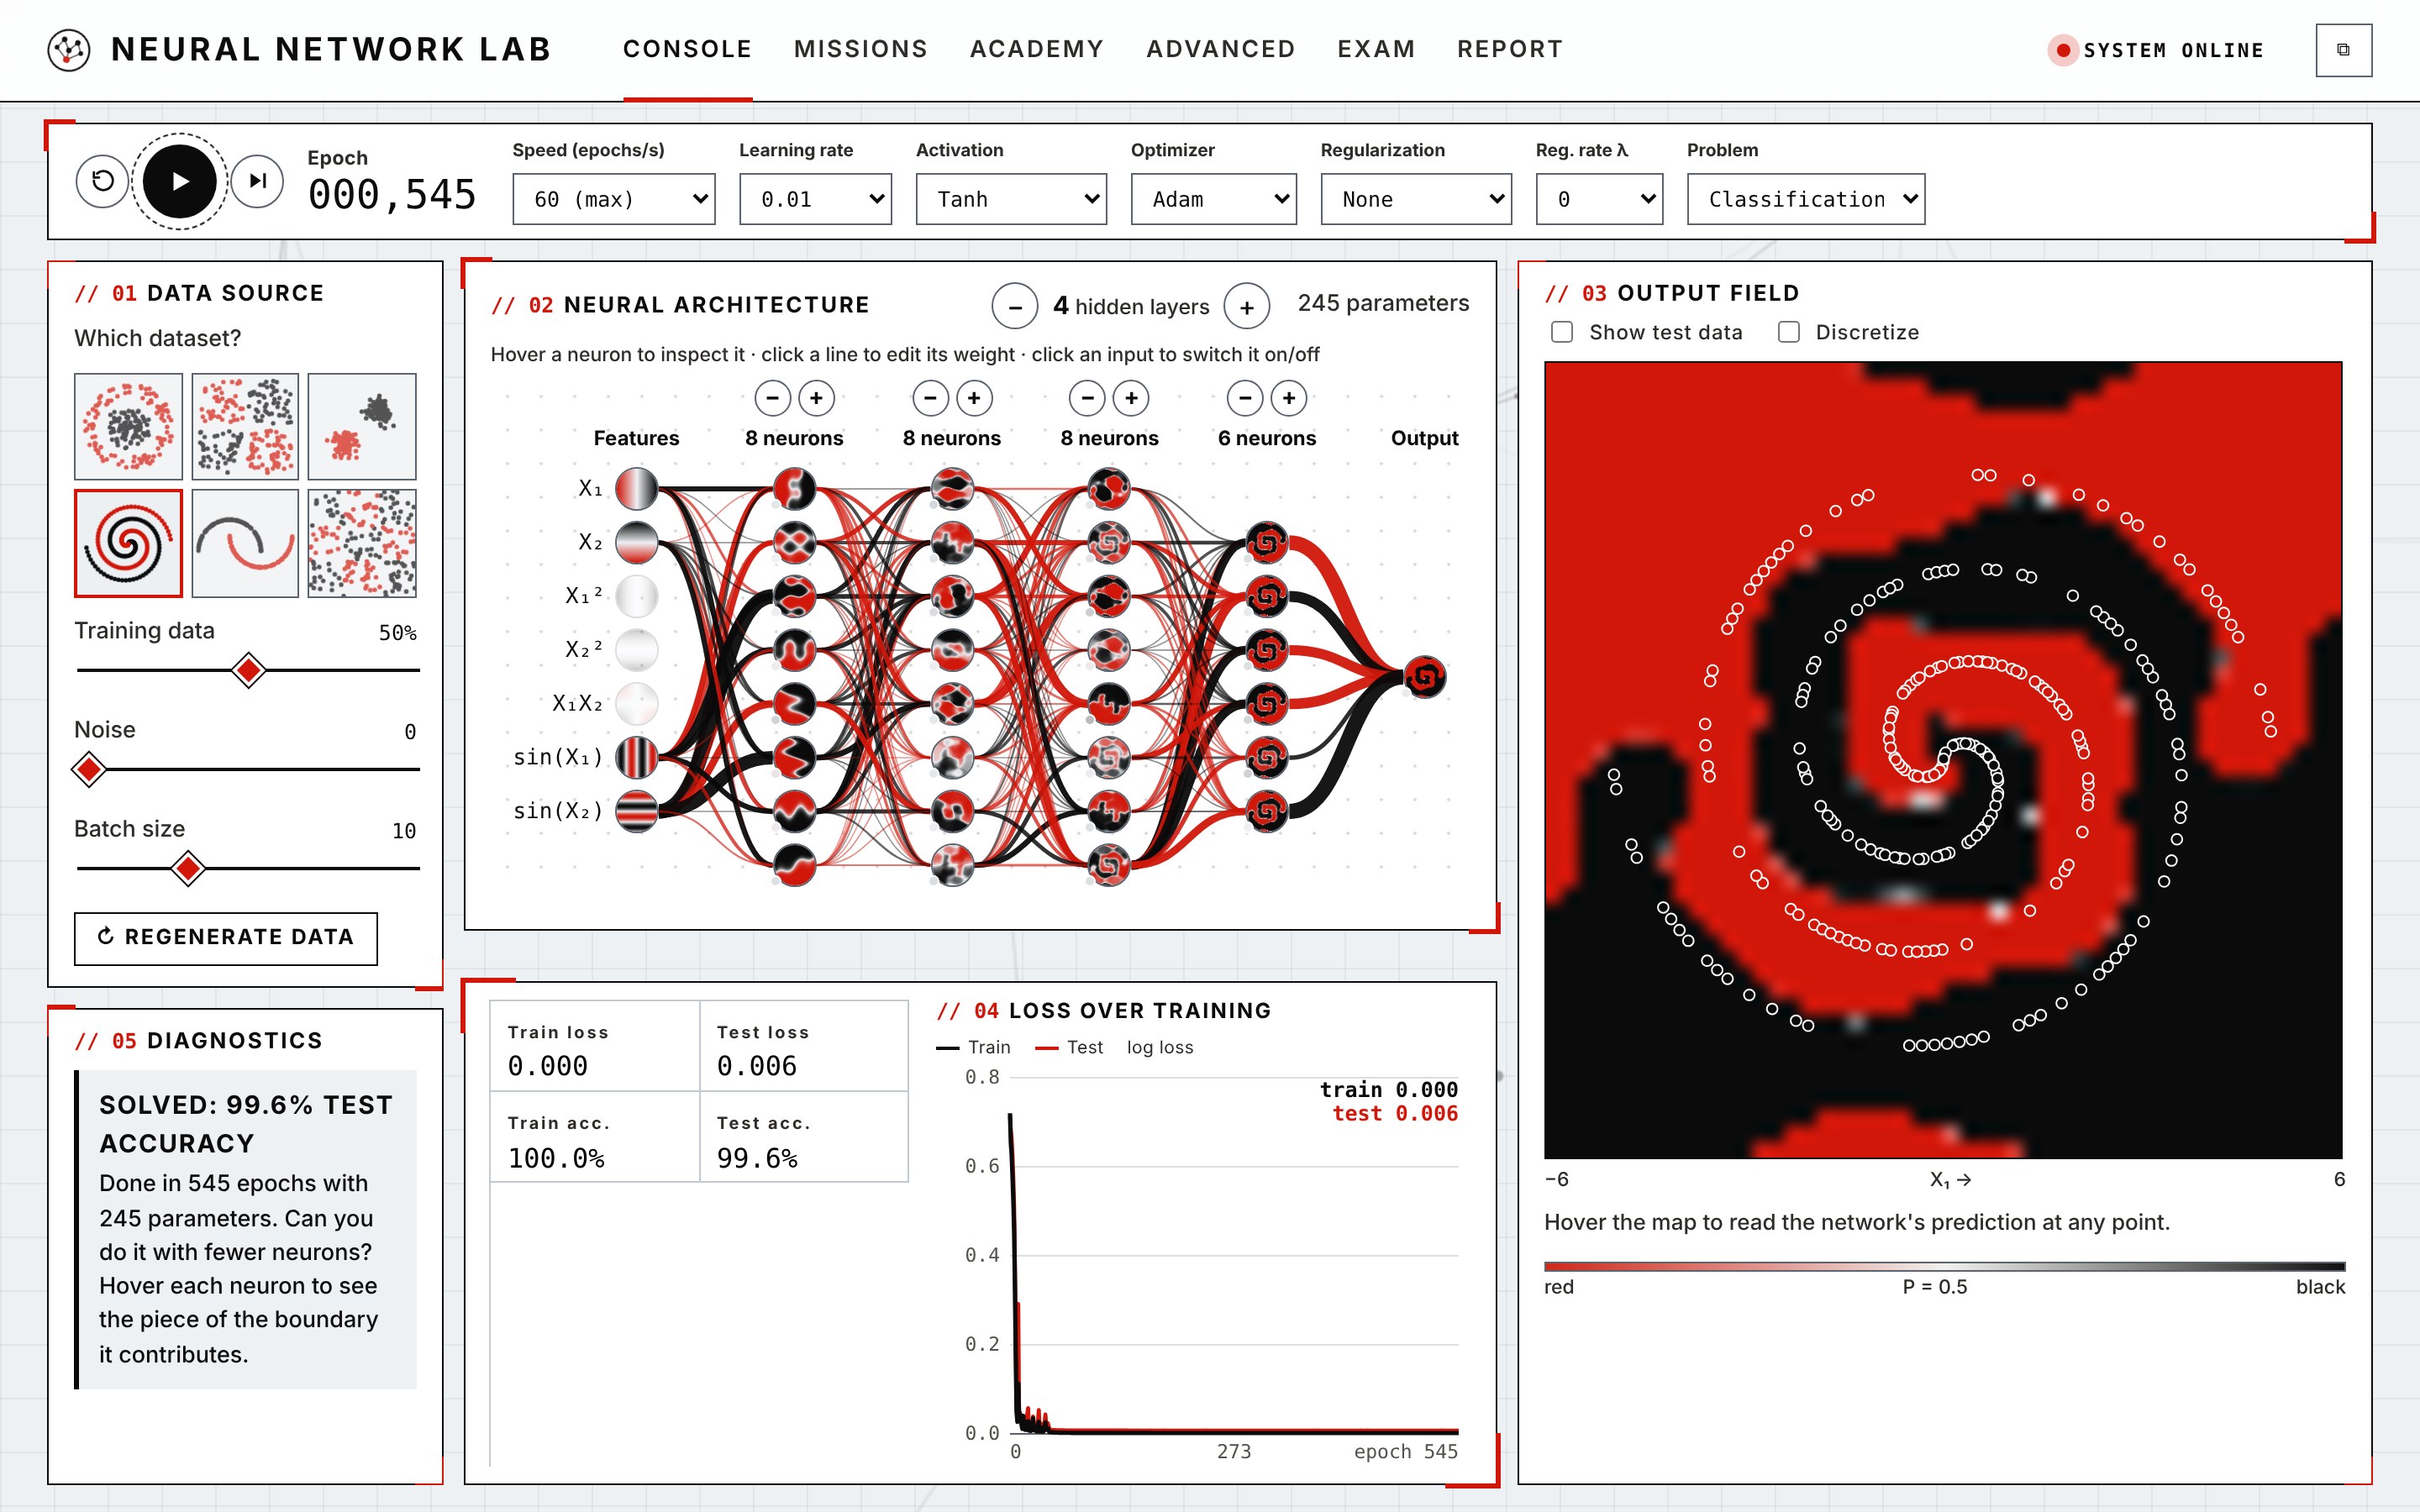 NEURAL NETWORK LAB
CONSOLE MISSIONS ACADEMY ADVANCED EXAM REPORT
SYSTEM ONLINE
Epoch
000,545
Speed (epochs/s)
60 (max)
Learning rate
0.01
Activation
Tanh
Optimizer
Adam
Regularization
None
Reg. rate λ
0
Problem
Classification
// 01 DATA SOURCE
Which dataset?
Training data 50%
Noise 0
Batch size 10
↻ REGENERATE DATA
// 05 DIAGNOSTICS
SOLVED: 99.6% TEST
ACCURACY
Done in 545 epochs with
245 parameters. Can you
do it with fewer neurons?
Hover each neuron to see
the piece of the boundary
it contributes.
// 02 NEURAL ARCHITECTURE
− 4 hidden layers + 245 parameters
Hover a neuron to inspect it · click a line to edit its weight · click an input to switch it on/off
− + − + − + − +
Features 8 neurons 8 neurons 8 neurons 6 neurons Output
X₁
X₂
X₁²
X₂²
X₁X₂
sin(X₁)
sin(X₂)
Train loss
0.000
Test loss
0.006
Train acc.
100.0%
Test acc.
99.6%
// 04 LOSS OVER TRAINING
Train Test log loss
train 0.000
test 0.006
0.8
0.6
0.4
0.2
0.0
0 273 epoch 545
// 03 OUTPUT FIELD
Show test data Discretize
−6 X₁ → 6
Hover the map to read the network's prediction at any point.
red P = 0.5 black